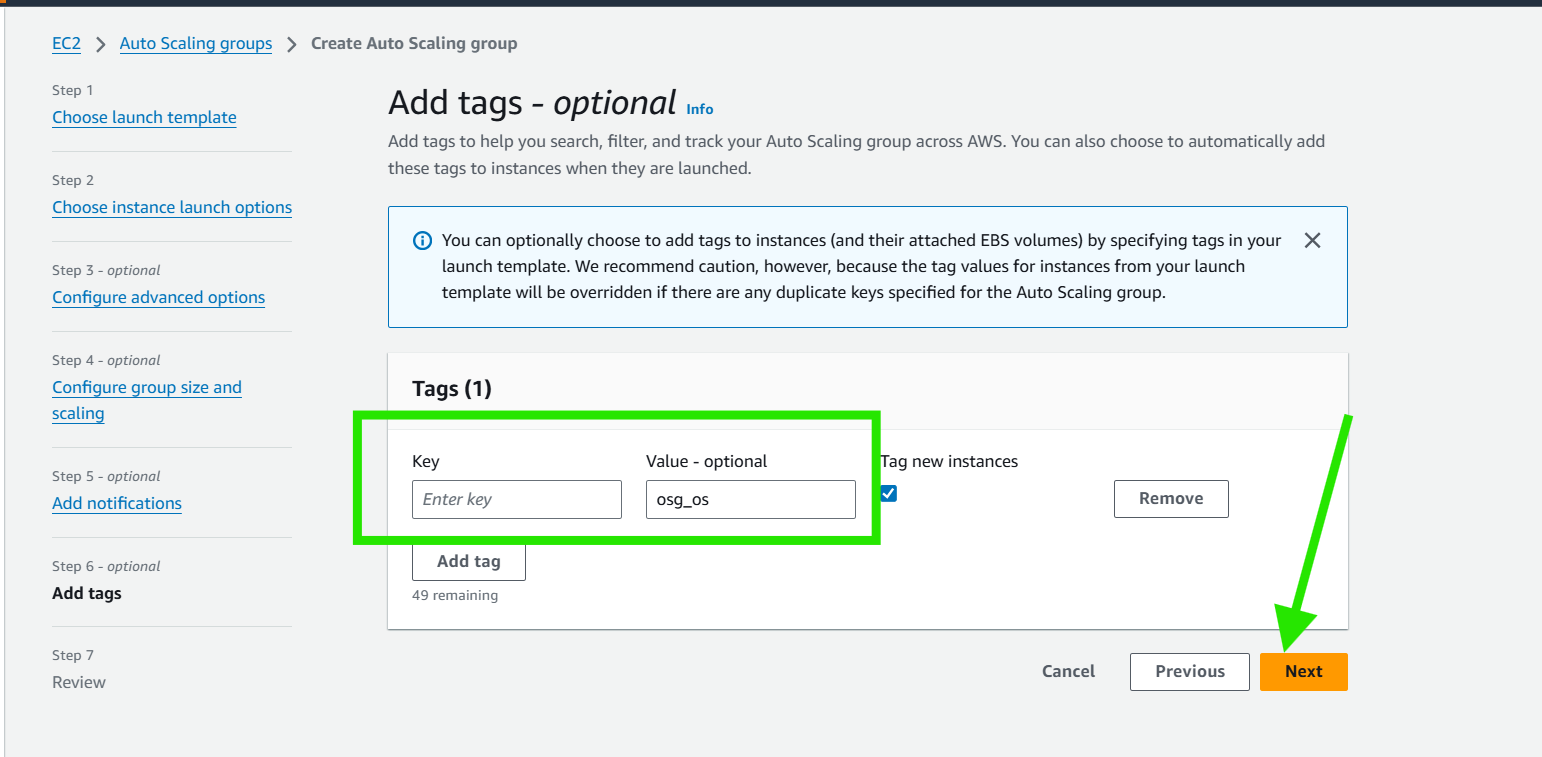 EC2 > Auto Scaling groups > Create Auto Scaling group
Step 1
Choose launch template
Step 2
Choose instance launch options
Step 3 - optional
Configure advanced options
Step 4 - optional
Configure group size and
scaling
Step 5 - optional
Add notifications
Step 6 - optional
Add tags
Step 7
Review
Add tags - optional Info
Add tags to help you search, filter, and track your Auto Scaling group across AWS. You can also choose to automatically add
these tags to instances when they are launched.
You can optionally choose to add tags to instances (and their attached EBS volumes) by specifying tags in your
launch template. We recommend caution, however, because the tag values for instances from your launch
template will be overridden if there are any duplicate keys specified for the Auto Scaling group.
Tags (1)
Key Value - optional Tag new instances
Enter key osg_os Remove
Add tag
49 remaining
Cancel Previous Next